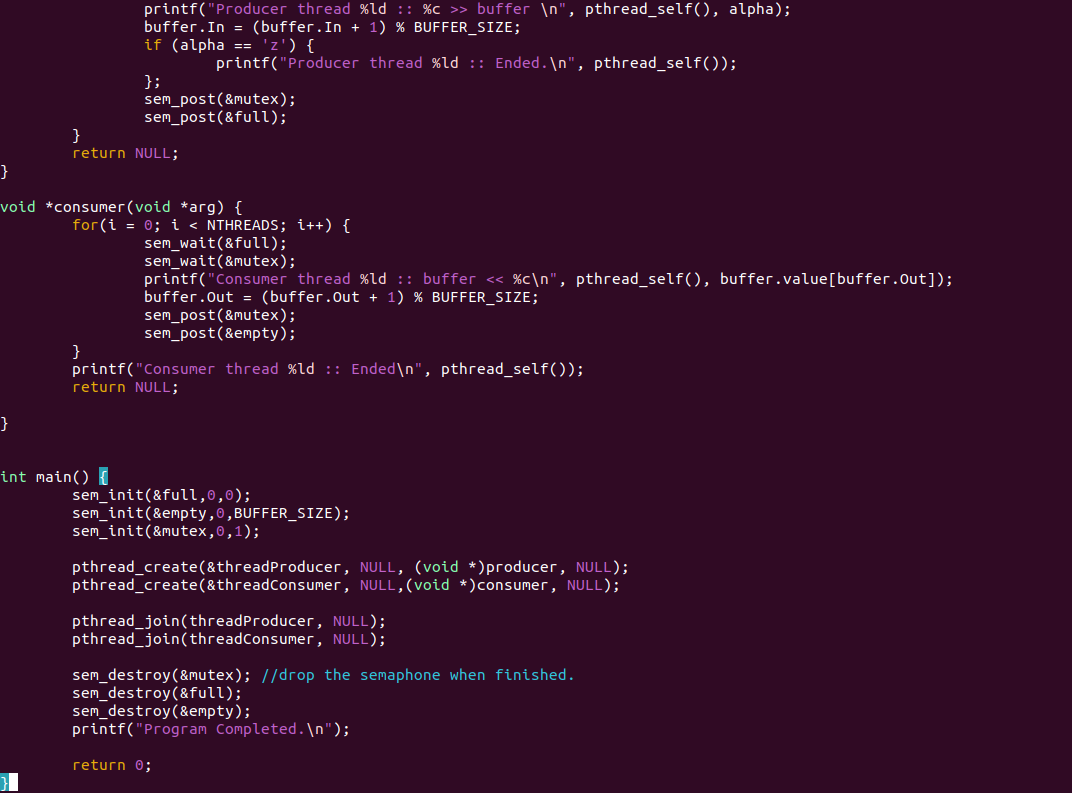 printf("Producer thread %ld :: %c >> buffer \n", pthread_self(), alpha);
                buffer.In = (buffer.In + 1) % BUFFER_SIZE;
                if (alpha == 'z') {
                        printf("Producer thread %ld :: Ended.\n", pthread_self());
                };
                sem_post(&mutex);
                sem_post(&full);
        }
        return NULL;
}

void *consumer(void *arg) {
        for(i = 0; i < NTHREADS; i++) {
                sem_wait(&full);
                sem_wait(&mutex);
                printf("Consumer thread %ld :: buffer << %c\n", pthread_self(), buffer.value[buffer.Out]);
                buffer.Out = (buffer.Out + 1) % BUFFER_SIZE;
                sem_post(&mutex);
                sem_post(&empty);
        }
        printf("Consumer thread %ld :: Ended\n", pthread_self());
        return NULL;

}


int main() {
        sem_init(&full,0,0);
        sem_init(&empty,0,BUFFER_SIZE);
        sem_init(&mutex,0,1);

        pthread_create(&threadProducer, NULL, (void *)producer, NULL);
        pthread_create(&threadConsumer, NULL,(void *)consumer, NULL);

        pthread_join(threadProducer, NULL);
        pthread_join(threadConsumer, NULL);

        sem_destroy(&mutex); //drop the semaphone when finished.
        sem_destroy(&full);
        sem_destroy(&empty);
        printf("Program Completed.\n");

        return 0;
}